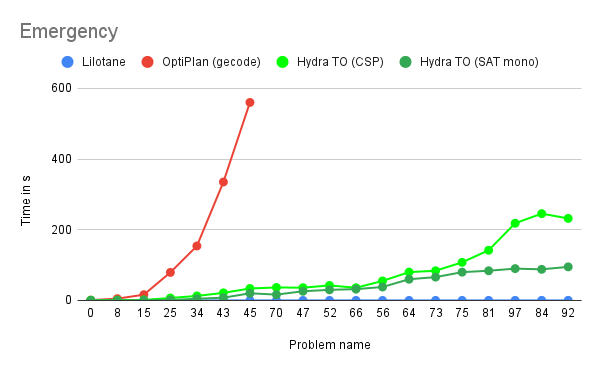 Emergency
Lilotane OptiPlan (gecode) Hydra TO (CSP) Hydra TO (SAT mono)
600
400
200
0
Time in s
0 8 15 25 34 43 45 70 47 52 66 56 64 73 75 81 97 84 92
Problem name